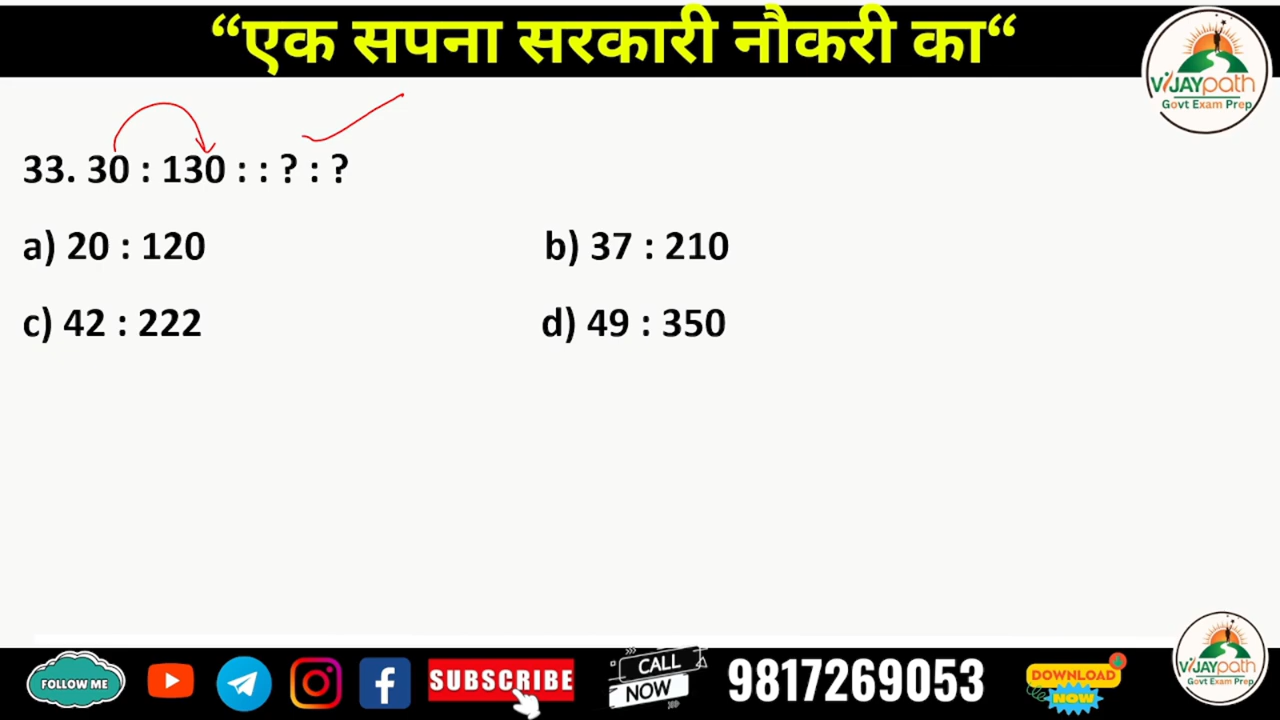 “एक सपना सरकारी नौकरी का“
ViJAYpath
Govt Exam Prep
33. 30 : 130 : : ? : ?
a) 20 : 120
b) 37 : 210
c) 42 : 222
d) 49 : 350
FOLLOW ME
SUBSCRIBE
CALL
NOW
9817269053
DOWNLOAD
NOW
ViJAYpath
Govt Exam Prep